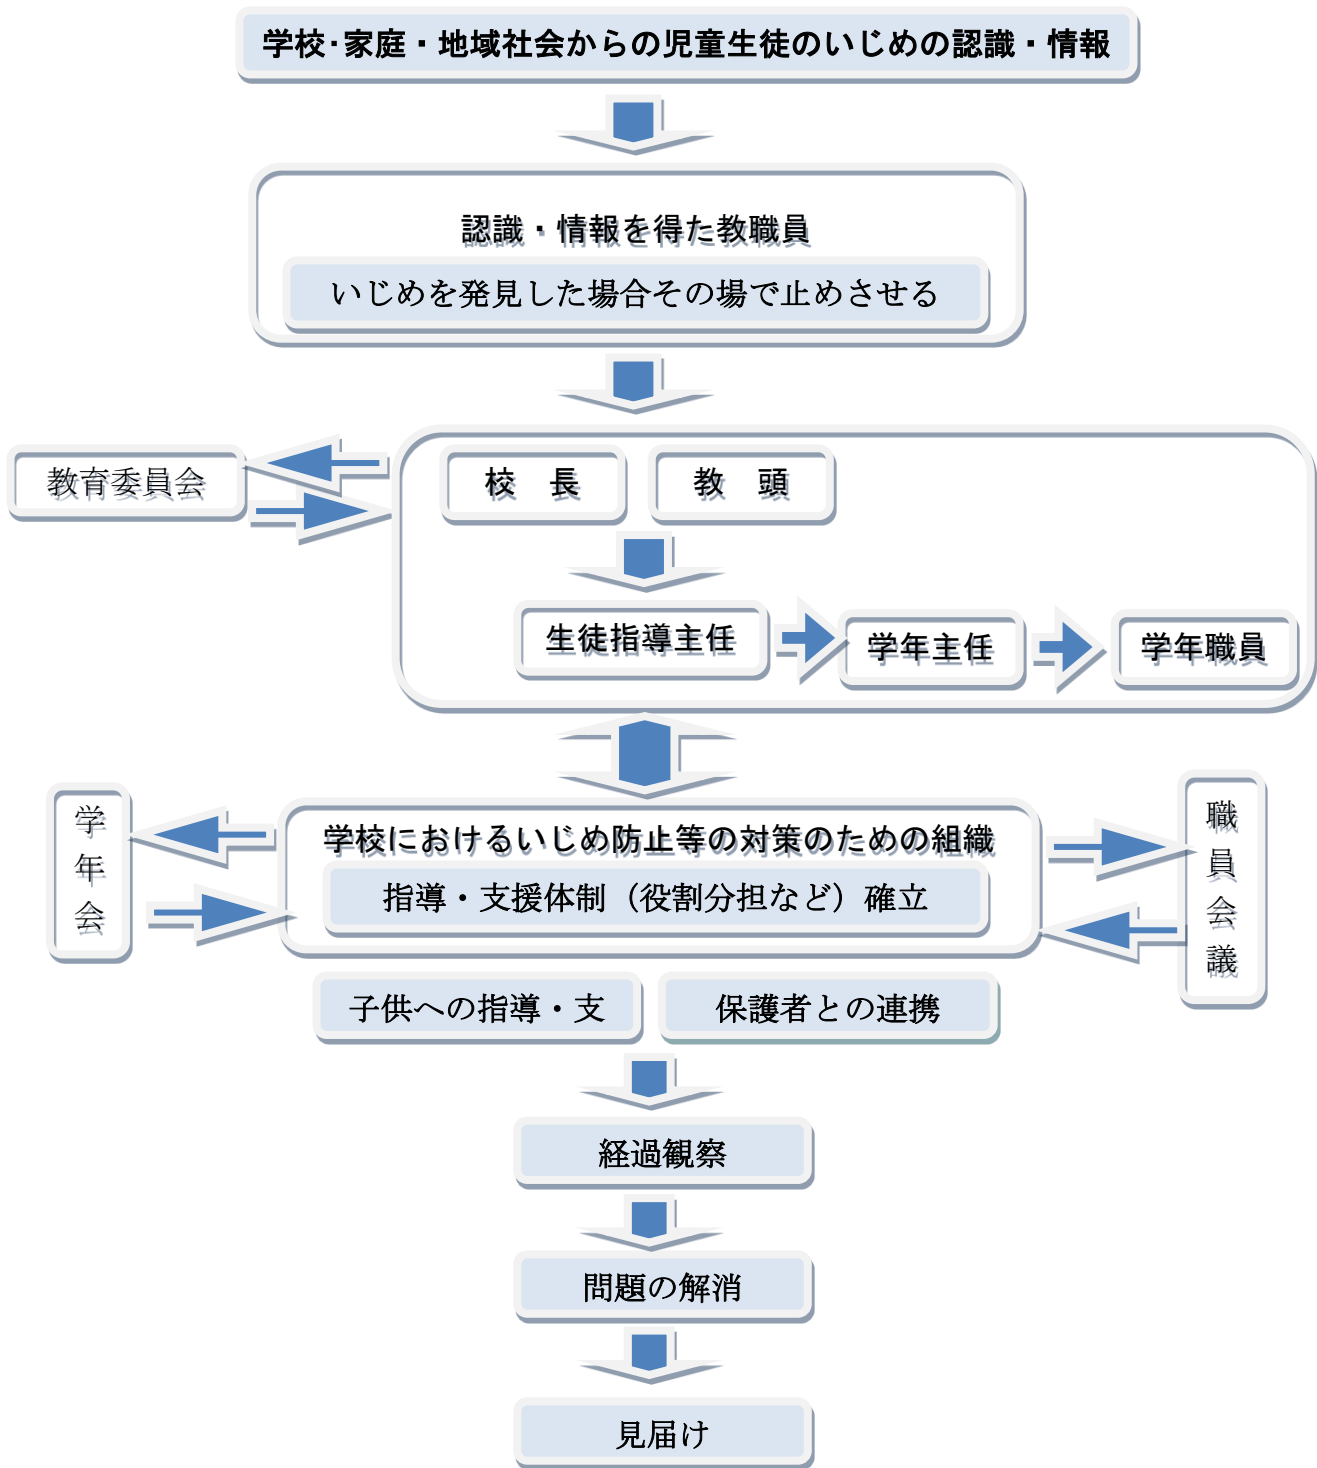 学校・家庭・地域社会からの児童生徒のいじめの認識・情報
認識・情報を得た教職員
いじめを発見した場合その場で止めさせる
教育委員会
校　長
教　頭
生徒指導主任
学年主任
学年職員
学年会
学校におけるいじめ防止等の対策のための組織
指導・支援体制（役割分担など）確立
職員会議
子供への指導・支
保護者との連携
経過観察
問題の解消
見届け